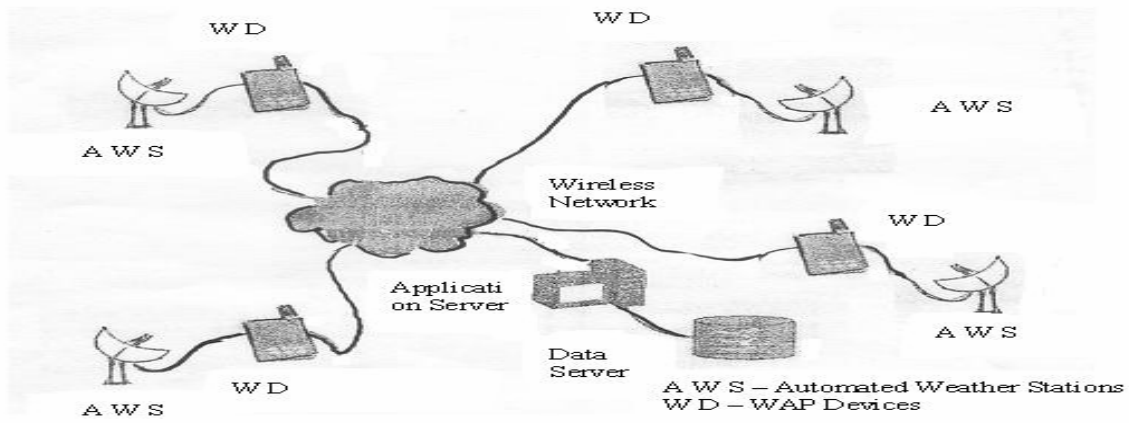 W D
W D
A W S
A W S
Wireless
Network
W D
Applicati
on Server
A W S
Data
Server
W D
A W S
A W S – Automated Weather Stations
W D – WAP Devices